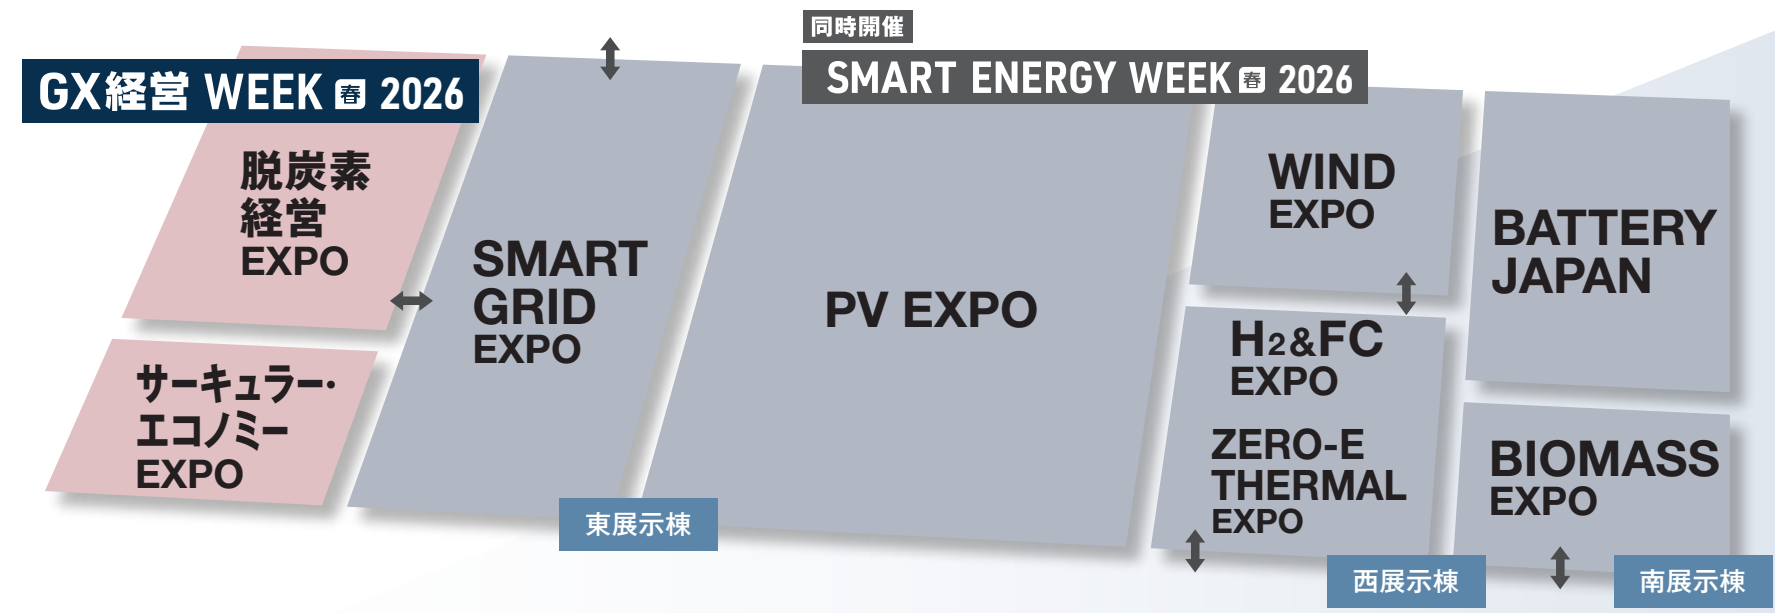 GX経営 WEEK 春 2026
脱炭素
経営
EXPO
サーキュラー・
エコノミー
EXPO
同時開催
SMART ENERGY WEEK 春 2026
SMART
GRID
EXPO
PV EXPO
WIND
EXPO
H2&FC
EXPO
ZERO-E
THERMAL
EXPO
BATTERY
JAPAN
BIOMASS
EXPO
東展示棟
西展示棟
南展示棟